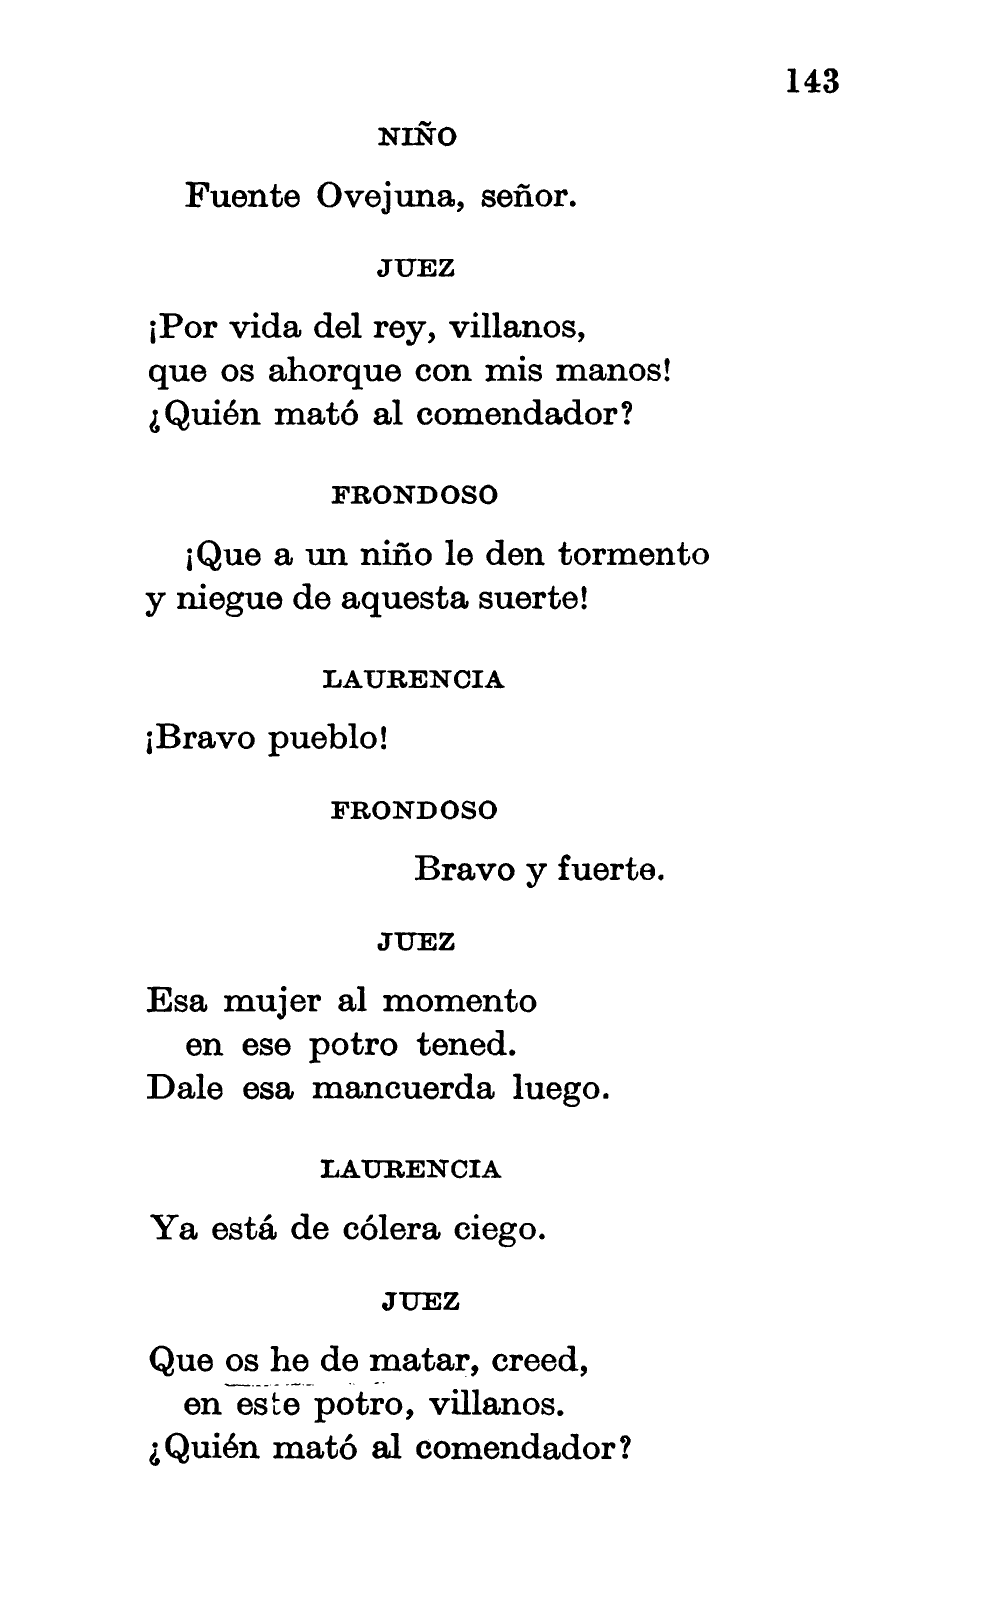 143
NIÑO
Fuente Ovejuna, señor.
JUEZ
¡Por vida del rey, villanos,
que os ahorque con mis manos!
¿Quién mató al comendador?
FRONDOSO
¡Que a un niño le den tormento
y niegue de aquesta suerte!
LAURENCIA
¡Bravo pueblo!
FRONDOSO
Bravo y fuerte.
JUEZ
Esa mujer al momento
en ese potro tened.
Dale esa mancuerda luego.
LAURENCIA
Ya está de cólera ciego.
JUEZ
Que os he de matar, creed,
en este potro, villanos.
¿Quién mató al comendador?